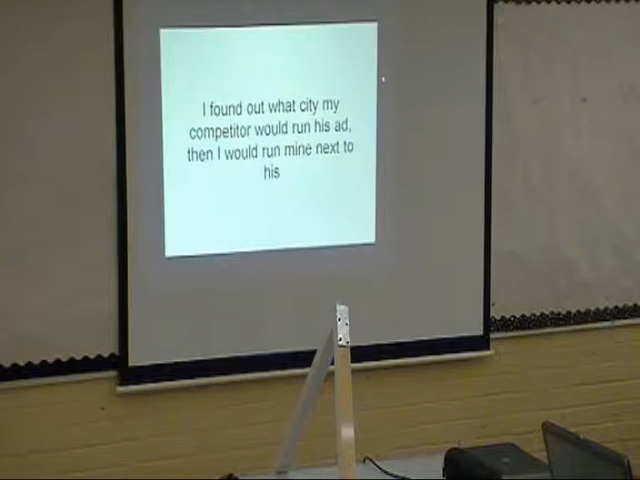 I found out what city my
competitor would run his ad,
then I would run mine next to
his